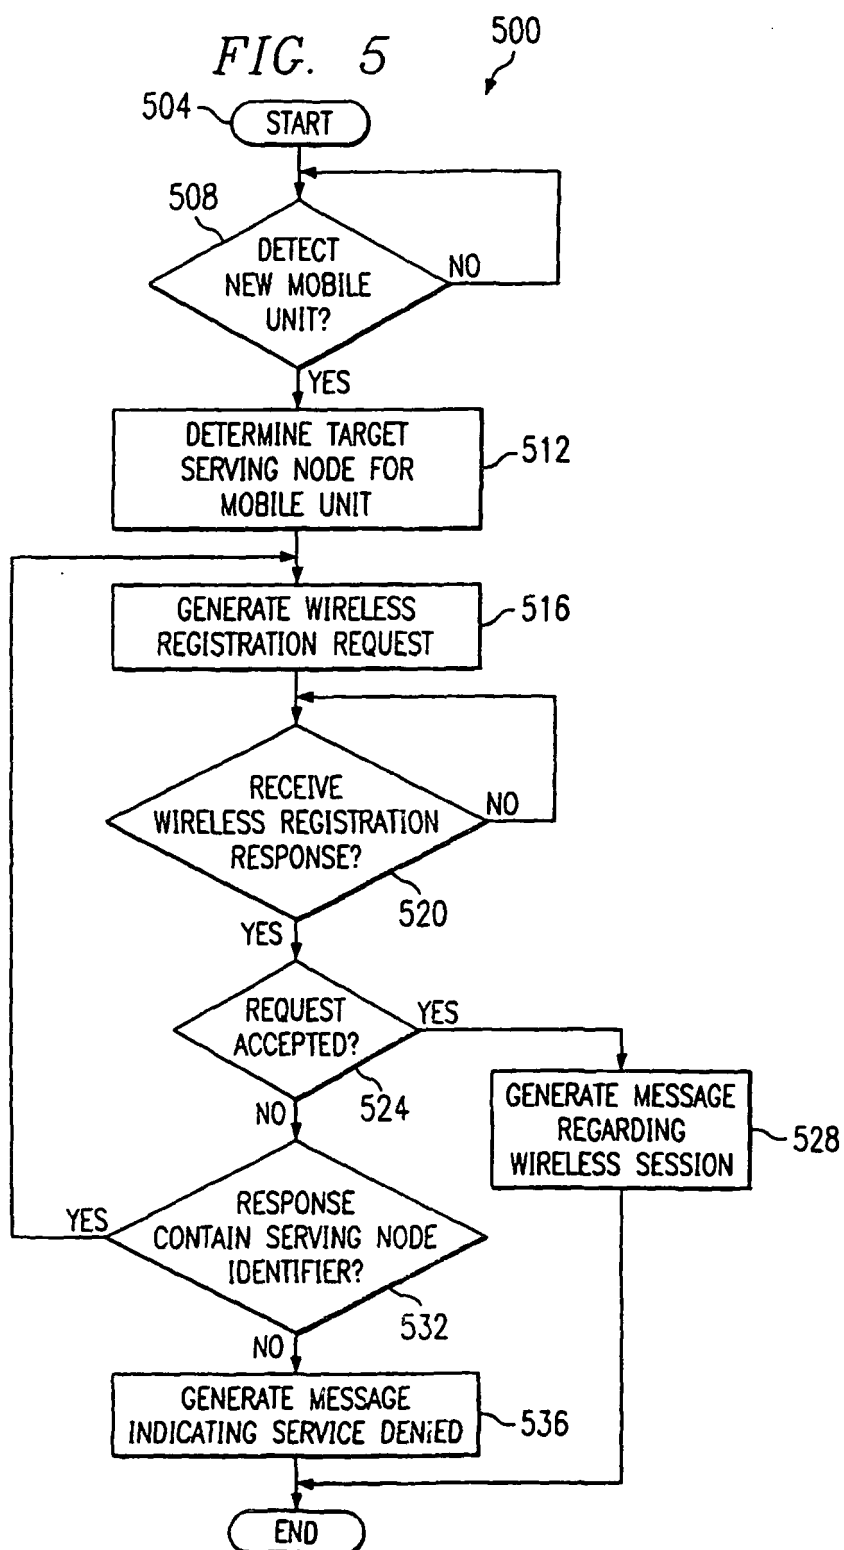 FIG. 5
500
504
START
508
DETECT
NEW MOBILE
UNIT?
NO
YES
DETERMINE TARGET
SERVING NODE FOR
MOBILE UNIT
512
GENERATE WIRELESS
REGISTRATION REQUEST
516
RECEIVE
WIRELESS REGISTRATION
RESPONSE?
NO
520
YES
REQUEST
ACCEPTED?
YES
524
NO
GENERATE MESSAGE
REGARDING
WIRELESS SESSION
528
RESPONSE
CONTAIN SERVING NODE
IDENTIFIER?
YES
532
NO
GENERATE MESSAGE
INDICATING SERVICE DENIED
536
END